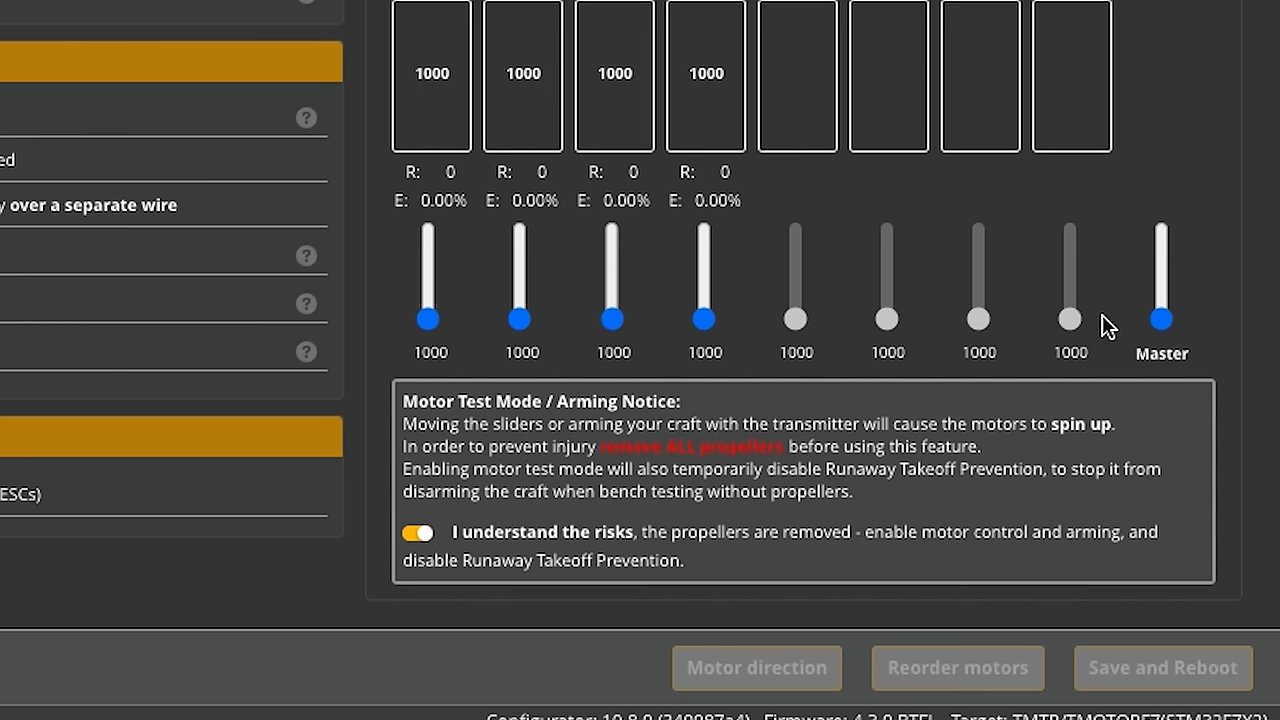 1000 1000 1000 1000
R: 0 R: 0 R: 0 R: 0
E: 0.00% E: 0.00% E: 0.00% E: 0.00%
1000 1000 1000 1000 1000 1000 1000 1000 Master
?
?
ed
y over a separate wire
?
?
?
ESCs)
Motor Test Mode / Arming Notice:
Moving the sliders or arming your craft with the transmitter will cause the motors to spin up.
In order to prevent injury remove ALL propellers before using this feature.
Enabling motor test mode will also temporarily disable Runaway Takeoff Prevention, to stop it from
disarming the craft when bench testing without propellers.
I understand the risks, the propellers are removed - enable motor control and arming, and
disable Runaway Takeoff Prevention.
Motor direction Reorder motors Save and Reboot
Configurator: 10.8.0